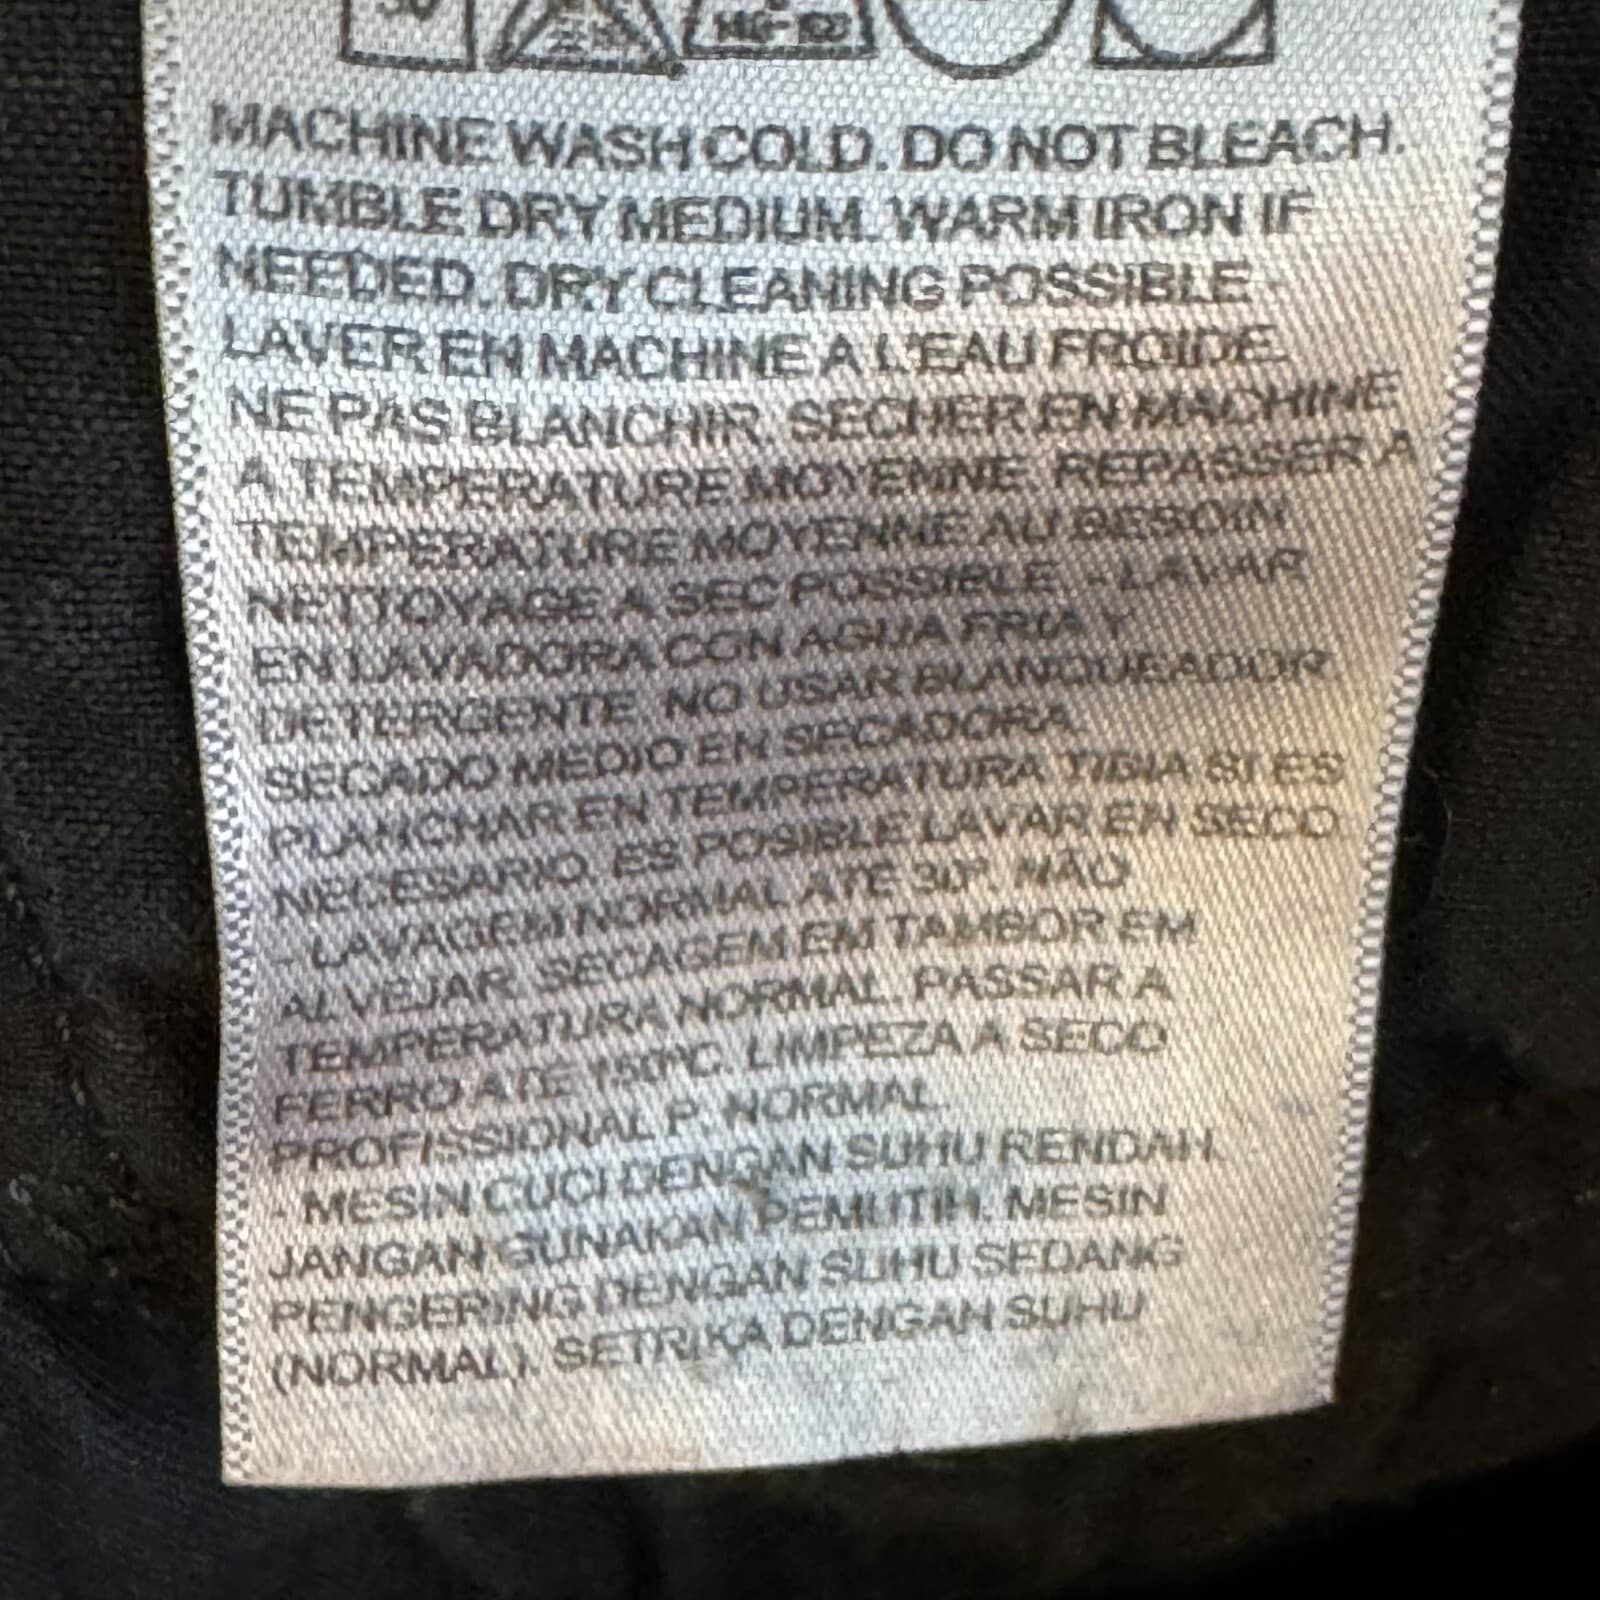 30
MACHINE WASH COLD. DO NOT BLEACH.
TUMBLE DRY MEDIUM. WARM IRON IF
NEEDED. DRY CLEANING POSSIBLE -
LAVER EN MACHINE A L'EAU FROIDE.
NE PAS BLANCHIR. SECHER EN MACHINE
A TEMPERATURE MOYENNE. REPASSER A
TEMPERATURE MOYENNE AU BESOIN.
NETTOYAGE A SEC POSSIBLE. - LAVAR
EN LAVADORA CON AGUA FRIA Y
DETERGENTE. NO USAR BLANQUEADOR.
SECADO MEDIO EN SECADORA.
PLANCHAR EN TEMPERATURA TIBIA SI ES
NECESARIO. ES POSIBLE LAVAR EN SECO.
- LAVAGEM NORMAL ATE 30º. NÃO
ALVEJAR. SECAGEM EM TAMBOR EM
TEMPERATURA NORMAL. PASSAR A
FERRO ATE 150ºC. LIMPEZA A SECO
PROFISSIONAL P. NORMAL.
- MESIN CUCI DENGAN SUHU RENDAH.
JANGAN GUNAKAN PEMUTIH. MESIN
PENGERING DENGAN SUHU SEDANG
(NORMAL). SETRIKA DENGAN SUHU